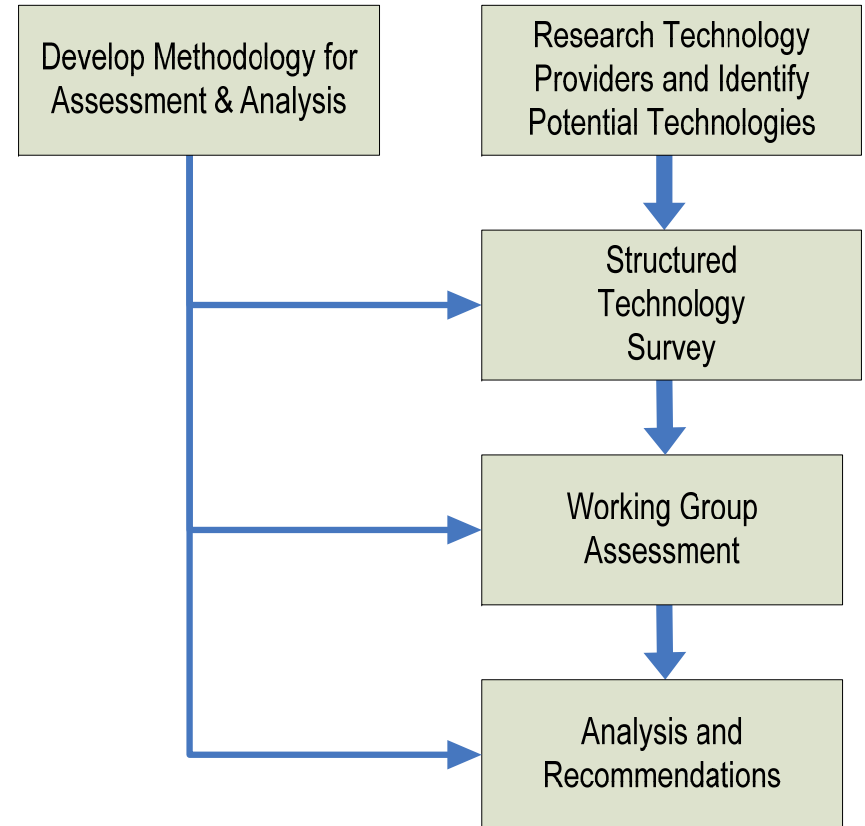 Develop Methodology for
Assessment & Analysis
Research Technology
Providers and Identify
Potential Technologies
Structured
Technology
Survey
Working Group
Assessment
Analysis and
Recommendations